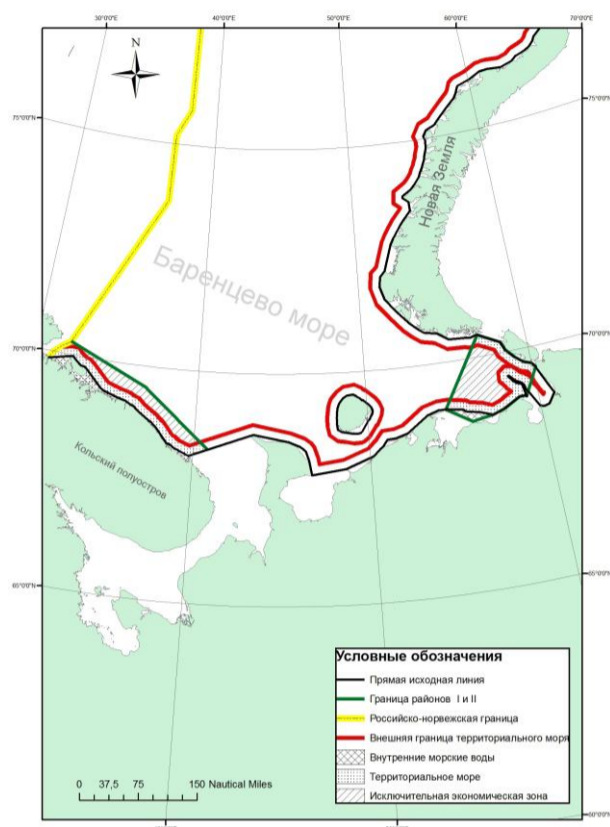 30°0'0"E 40°0'0"E 50°0'0"E 60°0'0"E 70°0'0"E
N
75°0'0"N
75°0'0"N
Новая Земля
Баренцево море
70°0'0"N
70°0'0"N
Кольский полуостров
65°0'0"N
65°0'0"N
Условные обозначения
Прямая исходная линия
Граница районов I и II
Российско-норвежская граница
Внешняя граница территориального моря
Внутренние морские воды
Территориальное море
Исключительная экономическая зона
0 37,5 75 150 Nautical Miles
60°0'0"N